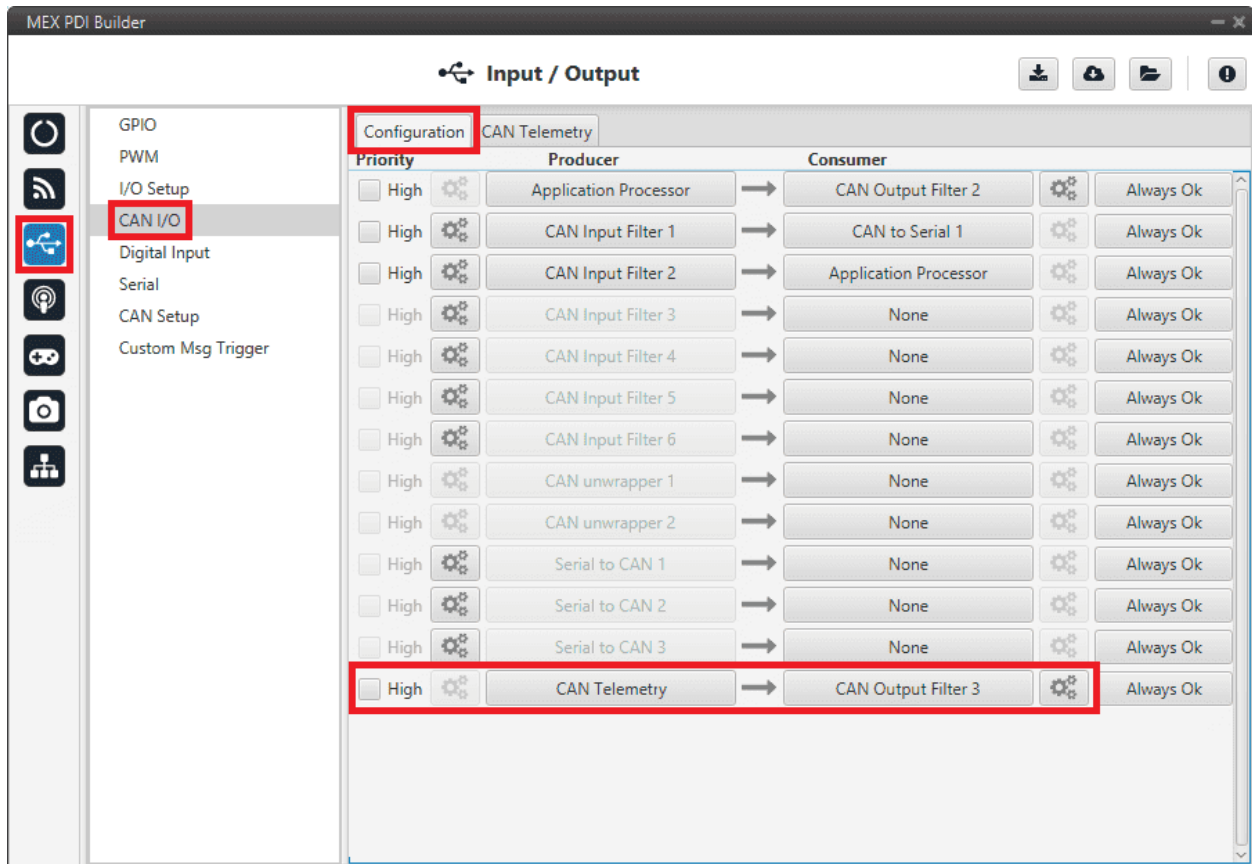 MEX PDI Builder
Input / Output
GPIO
PWM
I/O Setup
CAN I/O
Digital Input
Serial
CAN Setup
Custom Msg Trigger
Configuration CAN Telemetry
Priority Producer Consumer
High Application Processor CAN Output Filter 2 Always Ok
High CAN Input Filter 1 CAN to Serial 1 Always Ok
High CAN Input Filter 2 Application Processor Always Ok
High CAN Input Filter 3 None Always Ok
High CAN Input Filter 4 None Always Ok
High CAN Input Filter 5 None Always Ok
High CAN Input Filter 6 None Always Ok
High CAN unwrapper 1 None Always Ok
High CAN unwrapper 2 None Always Ok
High Serial to CAN 1 None Always Ok
High Serial to CAN 2 None Always Ok
High Serial to CAN 3 None Always Ok
High CAN Telemetry CAN Output Filter 3 Always Ok